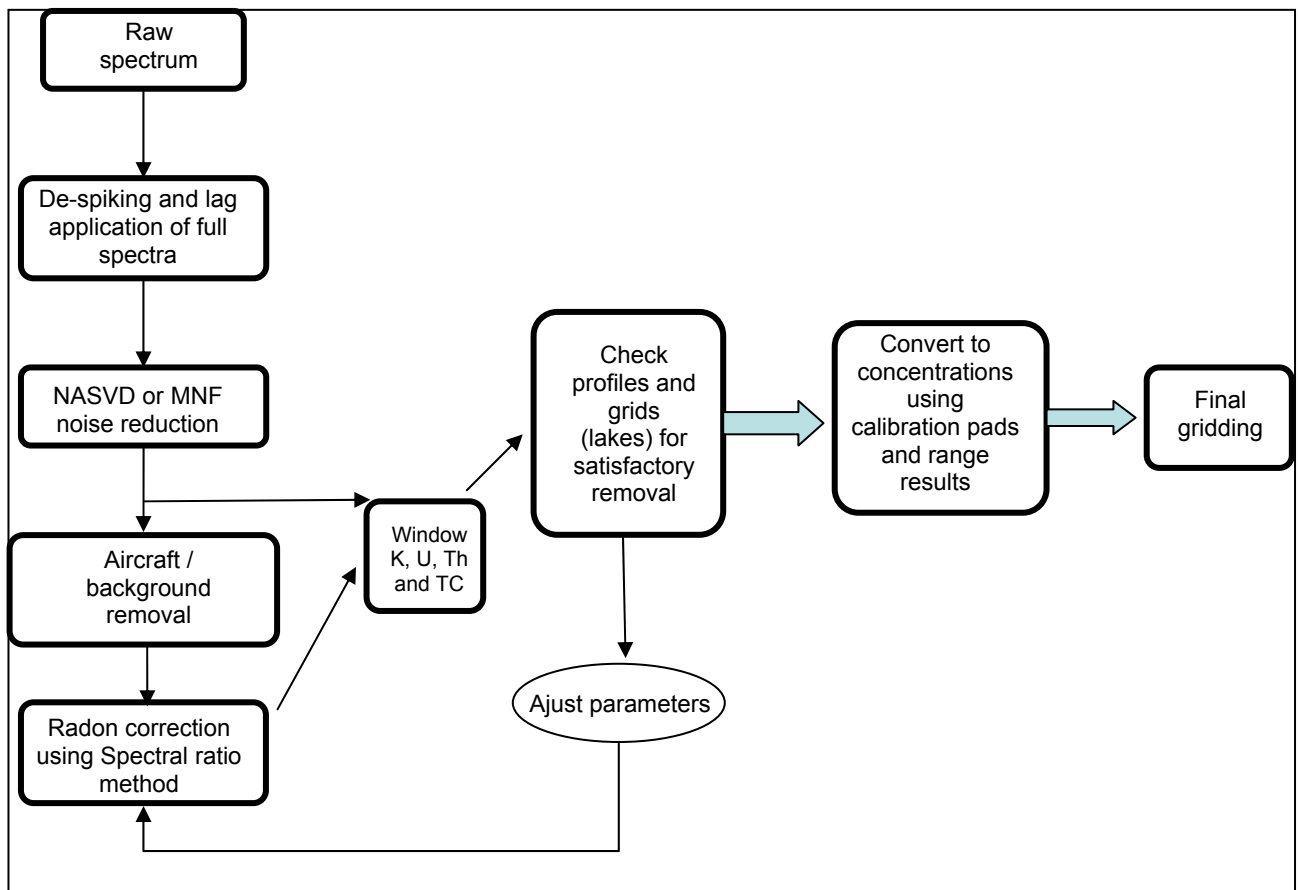 Raw
spectrum
De-spiking and lag
application of full
spectra
NASVD or MNF
noise reduction
Aircraft /
background
removal
Radon correction
using Spectral ratio
method
Window
K, U, Th
and TC
Check
profiles and
grids
(lakes) for
satisfactory
removal
Ajust parameters
Convert to
concentrations
using
calibration pads
and range
results
Final
gridding